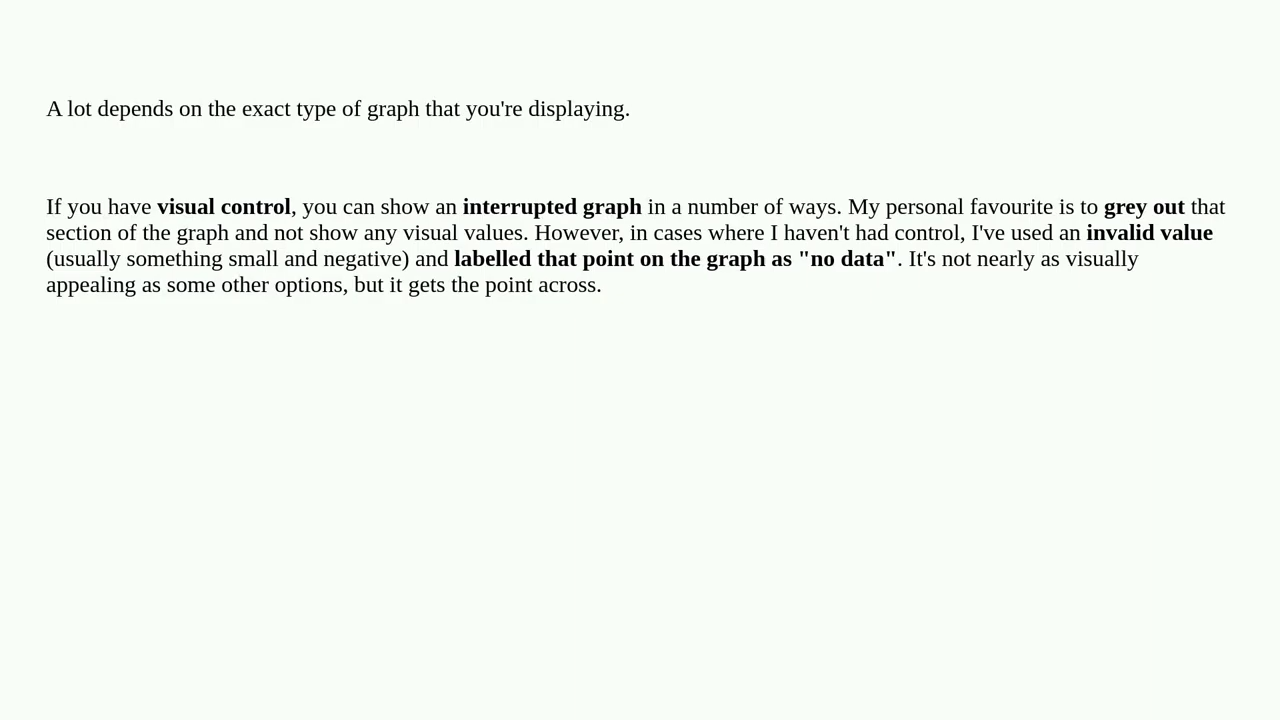 A lot depends on the exact type of graph that you're displaying.
If you have visual control, you can show an interrupted graph in a number of ways. My personal favourite is to grey out that
section of the graph and not show any visual values. However, in cases where I haven't had control, I've used an invalid value
(usually something small and negative) and labelled that point on the graph as "no data". It's not nearly as visually
appealing as some other options, but it gets the point across.